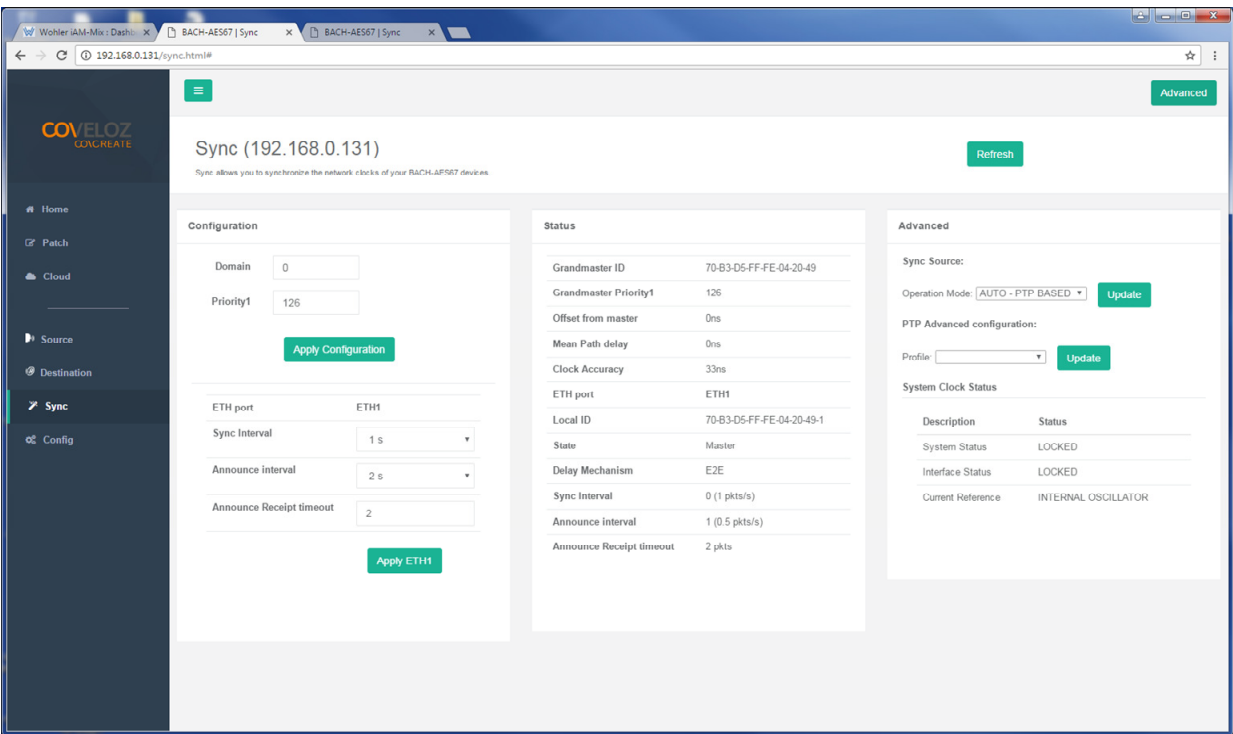 Wohler iAM-Mix : Dashb
BACH-AES67 | Sync
BACH-AES67 | Sync
192.168.0.131/sync.html#
Advanced
COVELOZ
CO\CREATE
Sync (192.168.0.131)
Refresh
Sync allows you to synchronize the network clocks of your BACH-AES67 devices.
Home
Patch
Cloud
Source
Destination
Sync
Config
Configuration
Domain 0
Priority1 126
Apply Configuration
ETH port ETH1
Sync Interval 1 s
Announce interval 2 s
Announce Receipt timeout 2
Apply ETH1
Status
Grandmaster ID 70-B3-D5-FF-FE-04-20-49
Grandmaster Priority1 126
Offset from master 0ns
Mean Path delay 0ns
Clock Accuracy 33ns
ETH port ETH1
Local ID 70-B3-D5-FF-FE-04-20-49-1
State Master
Delay Mechanism E2E
Sync Interval 0 (1 pkts/s)
Announce interval 1 (0.5 pkts/s)
Announce Receipt timeout 2 pkts
Advanced
Sync Source:
Operation Mode: AUTO - PTP BASED Update
PTP Advanced configuration:
Profile: Update
System Clock Status
Description Status
System Status LOCKED
Interface Status LOCKED
Current Reference INTERNAL OSCILLATOR